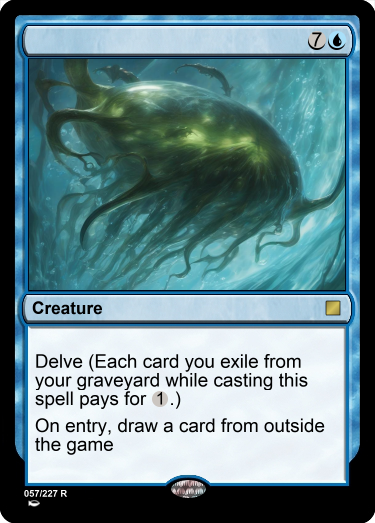 7
Creature
Delve (Each card you exile from
your graveyard while casting this
spell pays for 1.)
On entry, draw a card from outside
the game
057/227 R